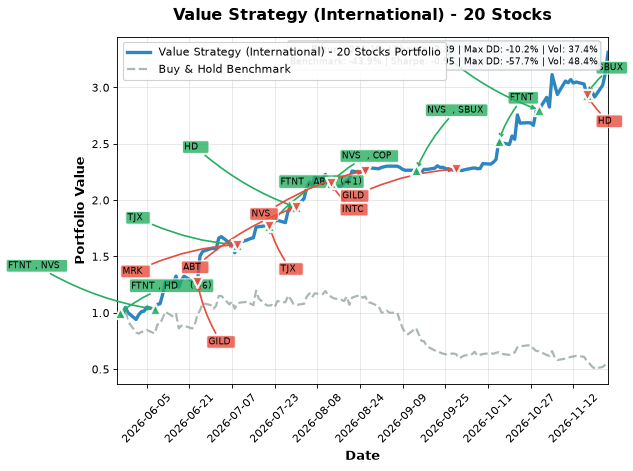 Value Strategy (International) - 20 Stocks
Value Strategy (International) - 20 Stocks Portfolio
Buy & Hold Benchmark
| Max DD: -10.2% | Vol: 37.4%
Benchmark: -43.9% | Sharpe: | Max DD: -57.7% | Vol: 48.4%
SBUX
FTNT
NVS , SBUX
HD
HD
NVS , COP
FTNT, (+1)
GILD
INTC
NVS
TJX
MRK
ABT
TJX
FTNT , NVS
FTNT , HD
GILD
Portfolio Value
3.0
2.5
2.0
1.5
1.0
0.5
2026-06-05
2026-06-21
2026-07-07
2026-07-23
2026-08-08
2026-08-24
2026-09-09
2026-09-25
2026-10-11
2026-10-27
2026-11-12
Date